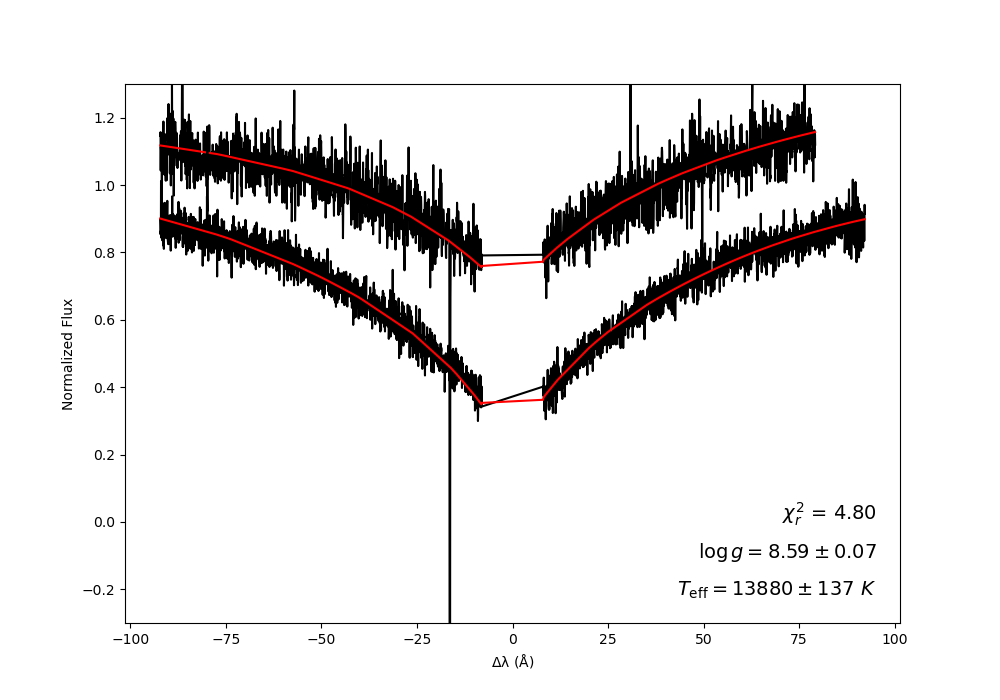 1.2
1.0
0.8
0.6
0.4
0.2
0.0
−0.2
Normalized Flux
χ²ᵣ = 4.80
log g = 8.59 ± 0.07
T_eff = 13880 ± 137 K
−100 −75 −50 −25 0 25 50 75 100
Δλ (Å)